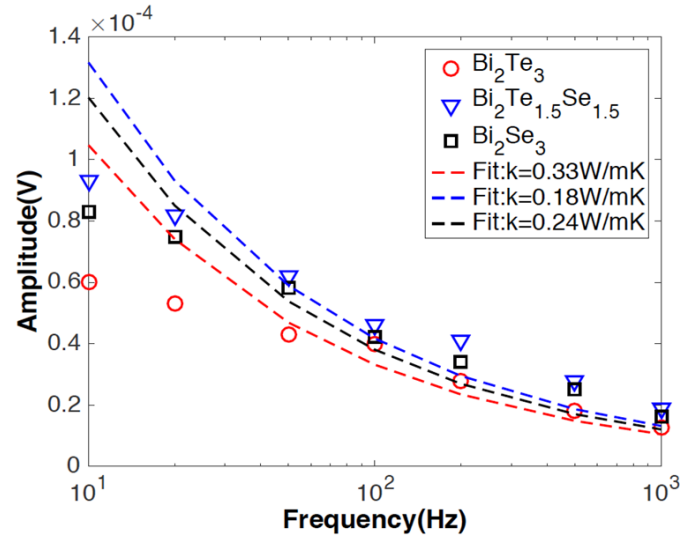 ×10⁻⁴
1.4
1.2
1
0.8
0.6
0.4
0.2
0
Amplitude(V)
10¹
10²
10³
Frequency(Hz)
Bi₂Te₃
Bi₂Te₁.₅Se₁.₅
Bi₂Se₃
Fit:k=0.33W/mK
Fit:k=0.18W/mK
Fit:k=0.24W/mK